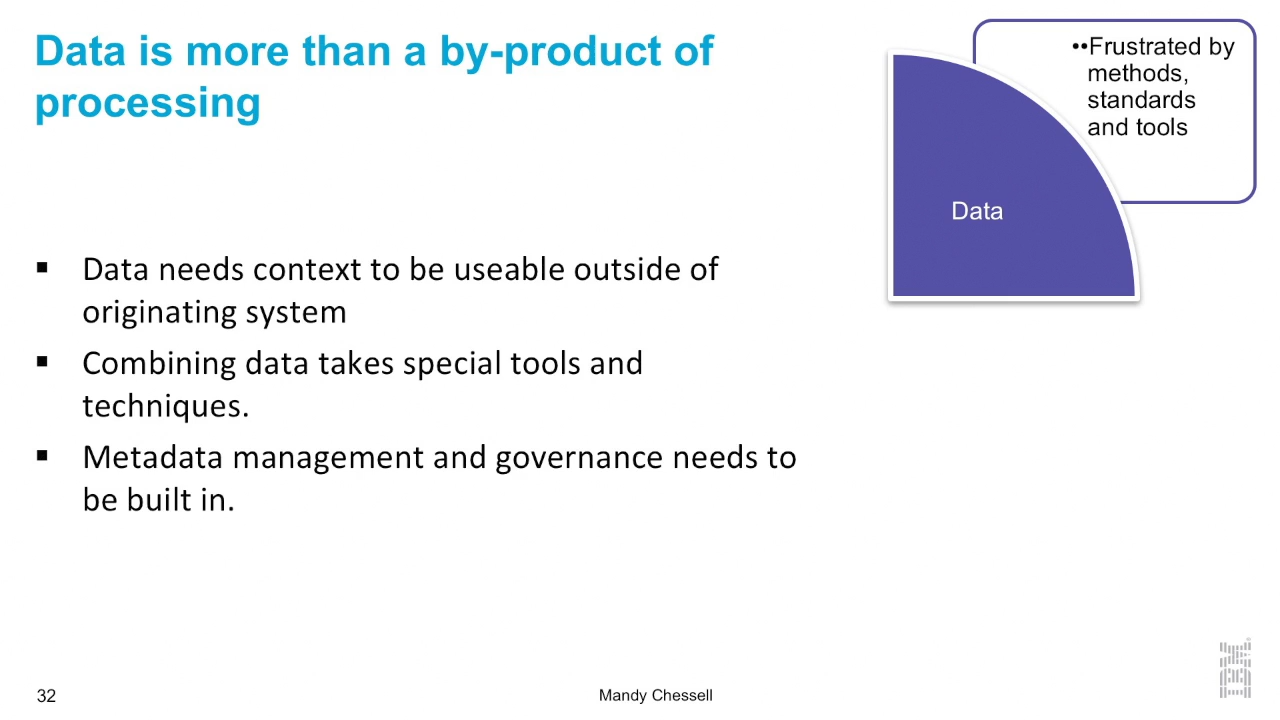 Data is more than a by-product of
processing
••Frustrated by
methods,
standards
and tools
Data
▪ Data needs context to be useable outside of
originating system
▪ Combining data takes special tools and
techniques.
▪ Metadata management and governance needs to
be built in.
32
Mandy Chessell
IBM